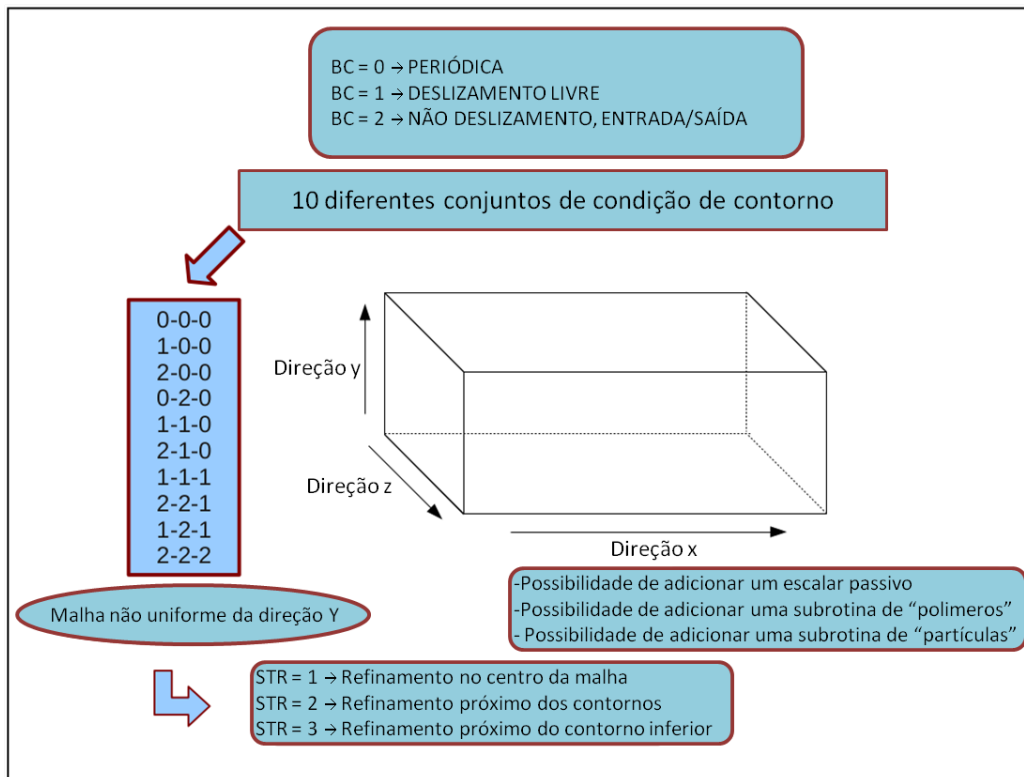 BC = 0 → PERIÓDICA
BC = 1 → DESLIZAMENTO LIVRE
BC = 2 → NÃO DESLIZAMENTO, ENTRADA/SAÍDA
10 diferentes conjuntos de condição de contorno
0-0-0
1-0-0
2-0-0
0-2-0
1-1-0
2-1-0
1-1-1
2-2-1
1-2-1
2-2-2
Direção y
Direção z
Direção x
Malha não uniforme da direção Y
-Possibilidade de adicionar um escalar passivo
-Possibilidade de adicionar uma subrotina de “polimeros”
- Possibilidade de adicionar uma subrotina de “partículas”
STR = 1 → Refinamento no centro da malha
STR = 2 → Refinamento próximo dos contornos
STR = 3 → Refinamento próximo do contorno inferior